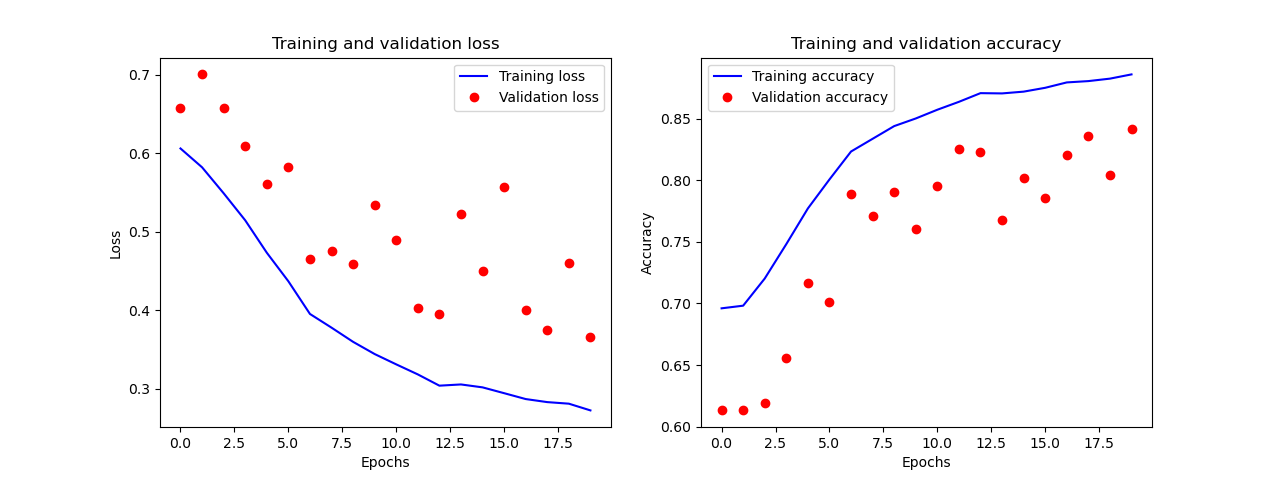 Training and validation loss
Training loss
Validation loss
0.7
0.6
0.5
0.4
0.3
Loss
0.0 2.5 5.0 7.5 10.0 12.5 15.0 17.5
Epochs
Training and validation accuracy
Training accuracy
Validation accuracy
0.85
0.80
0.75
0.70
0.65
0.60
Accuracy
0.0 2.5 5.0 7.5 10.0 12.5 15.0 17.5
Epochs